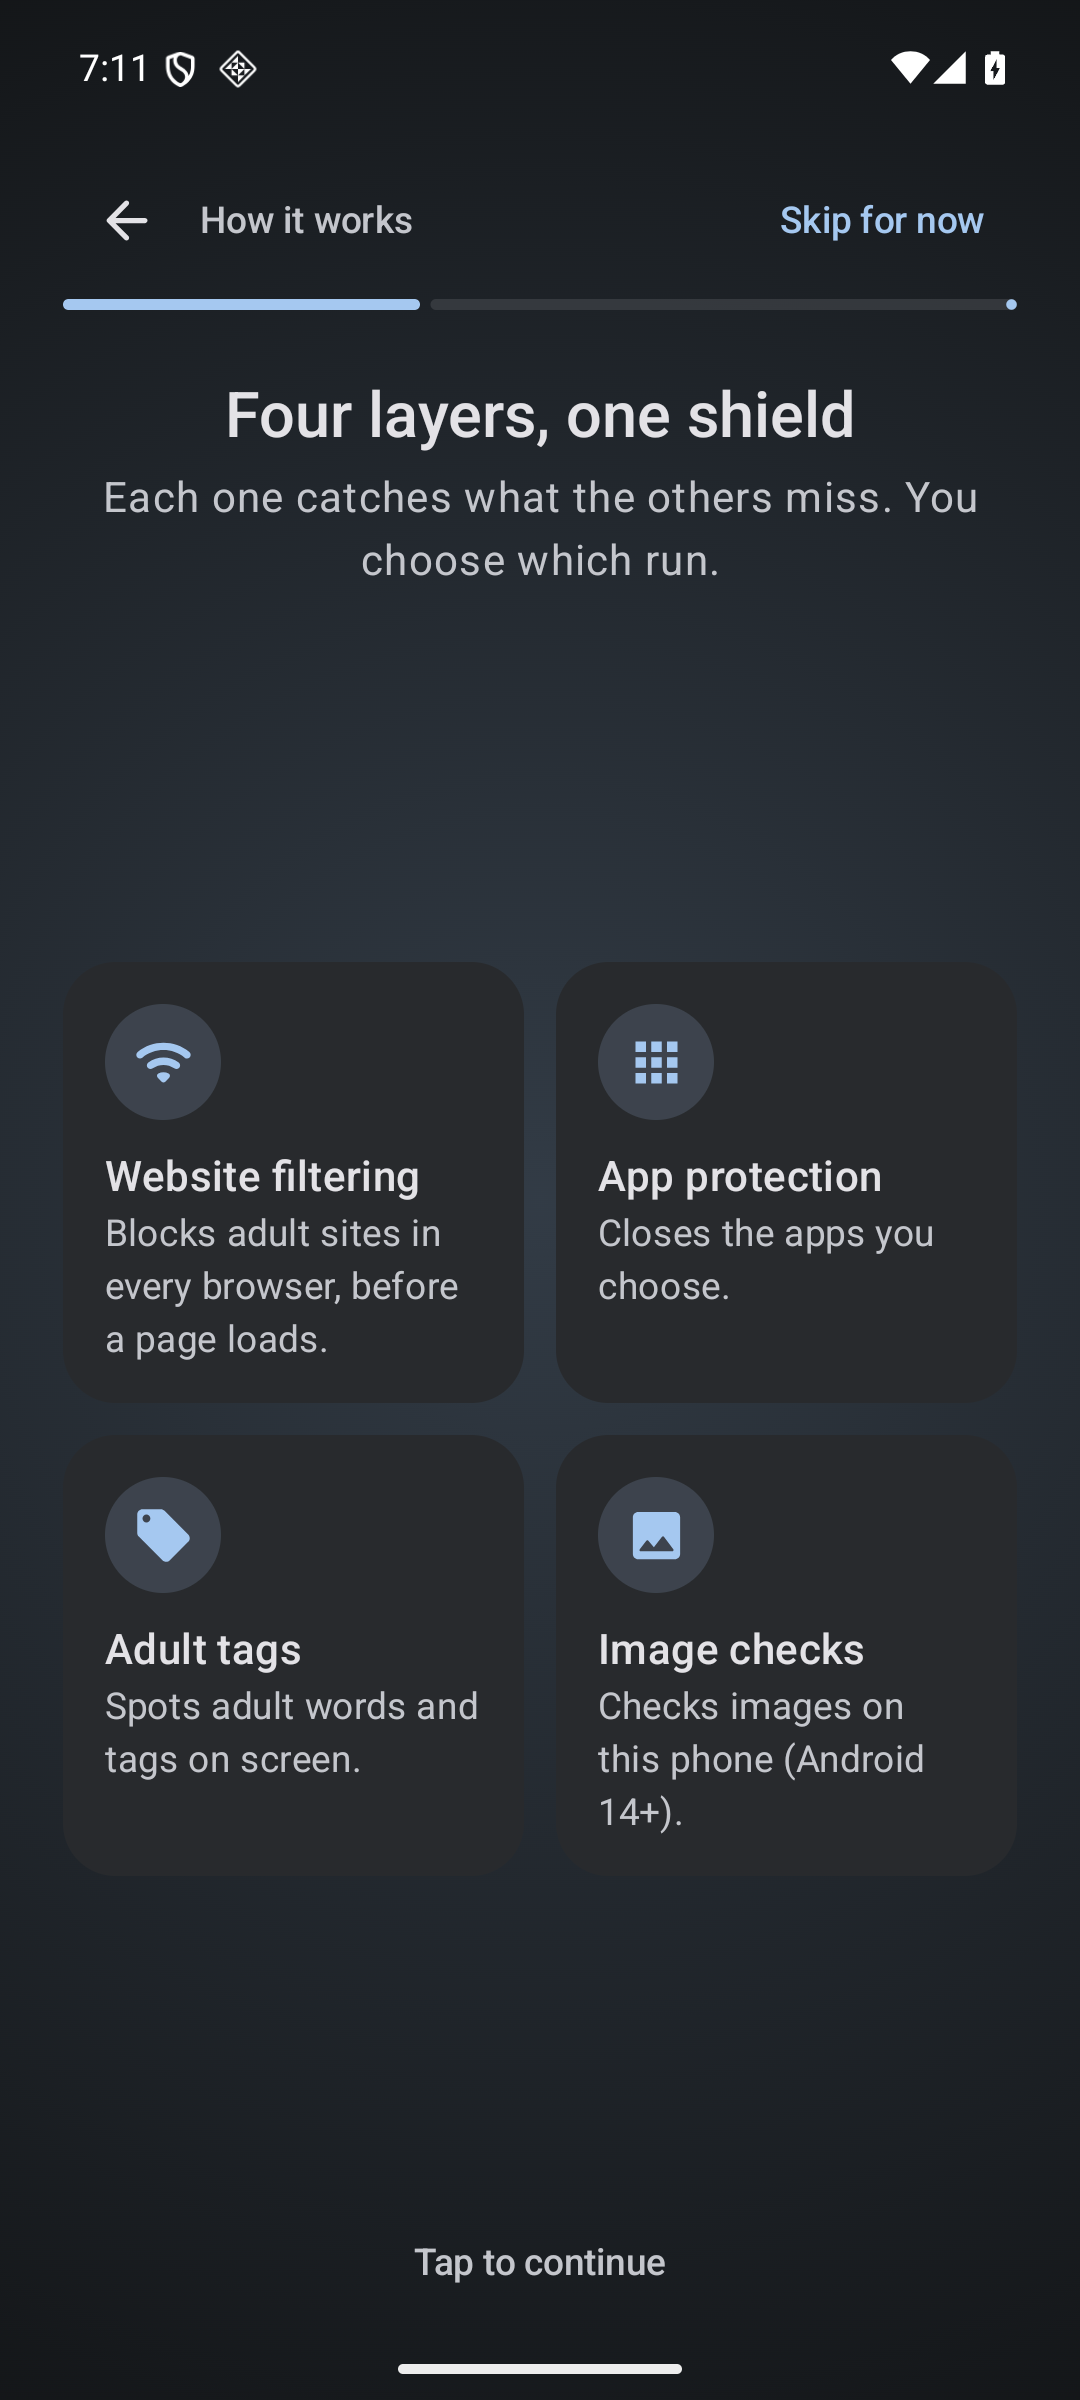 7:11
How it works
Skip for now
Four layers, one shield
Each one catches what the others miss. You
choose which run.
Website filtering
Blocks adult sites in
every browser, before
a page loads.
App protection
Closes the apps you
choose.
Adult tags
Spots adult words and
tags on screen.
Image checks
Checks images on
this phone (Android
14+).
Tap to continue